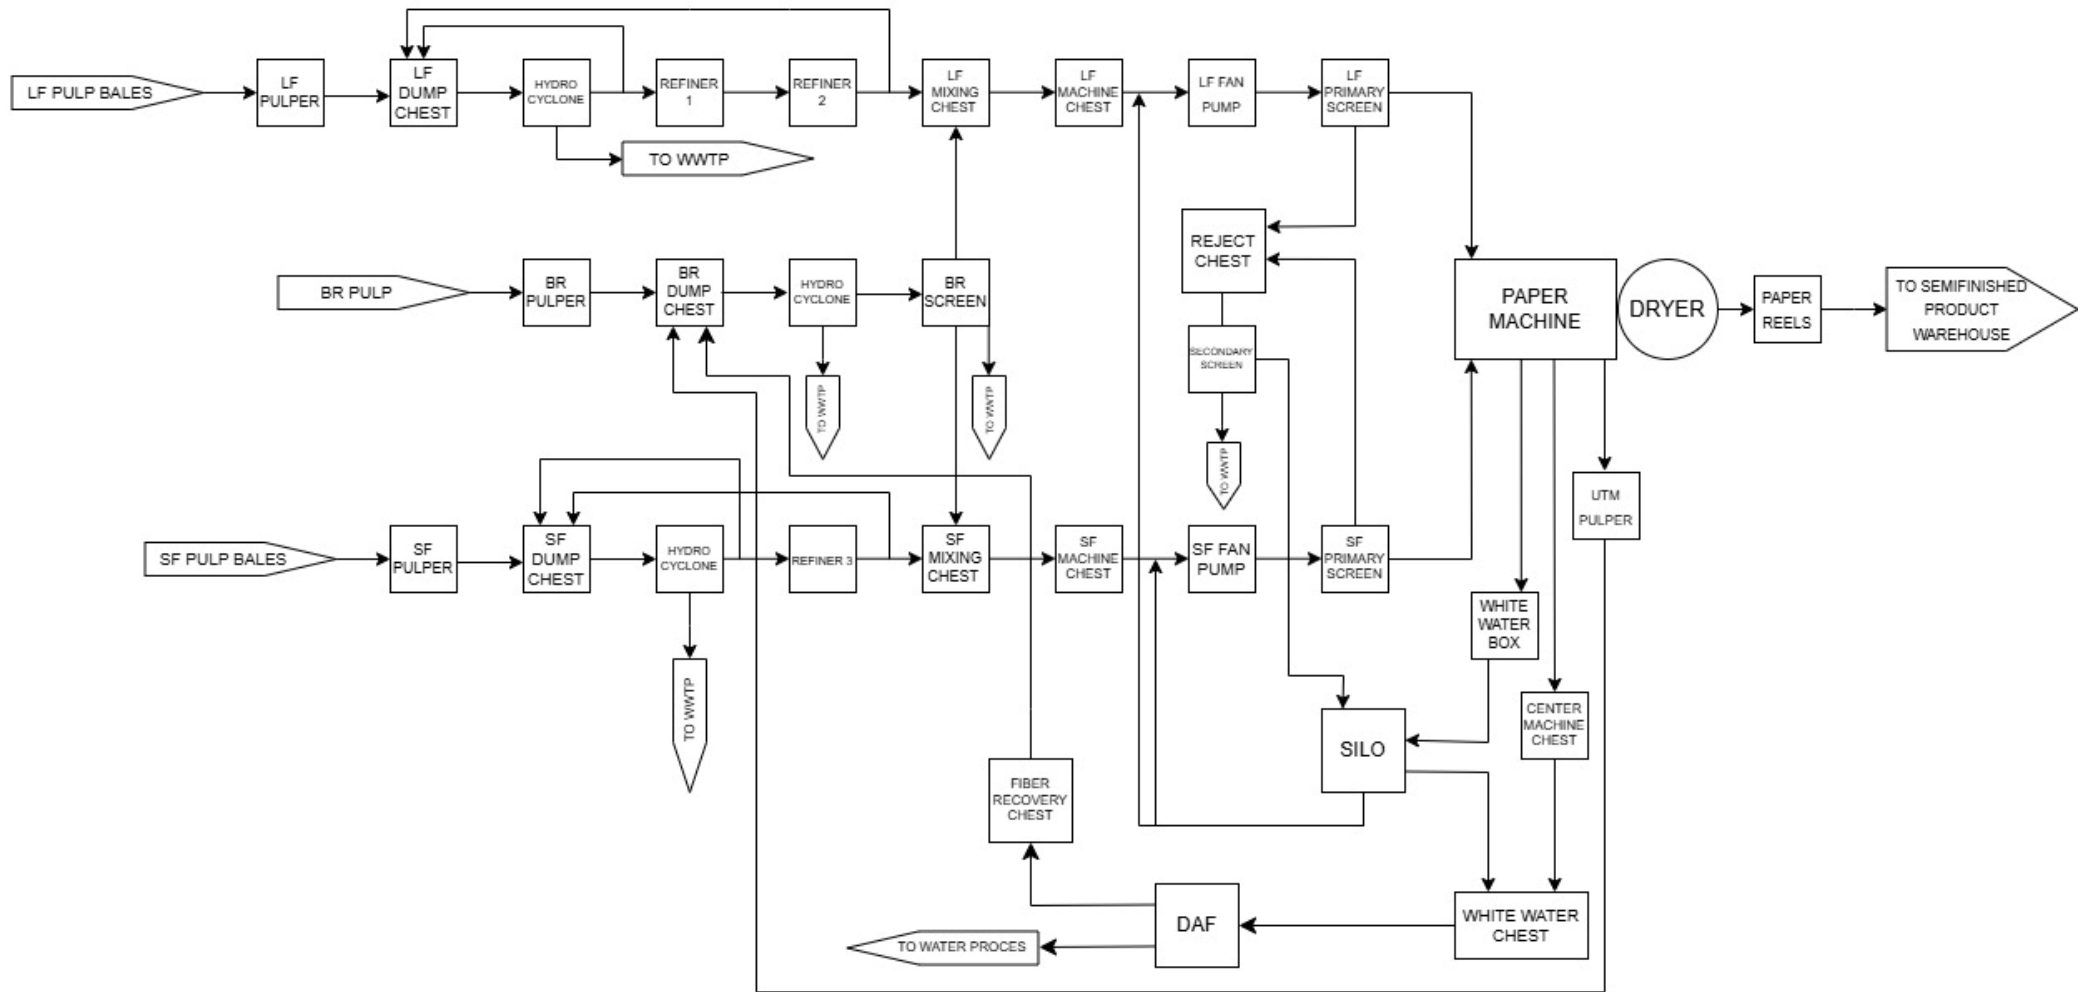 LF PULP BALES
LF
PULPER
LF
DUMP
CHEST
HYDRO
CYCLONE
REFINER
1
REFINER
2
LF
MIXING
CHEST
LF
MACHINE
CHEST
LF FAN
PUMP
LF
PRIMARY
SCREEN
TO WWTP
BR PULP
BR
PULPER
BR
DUMP
CHEST
HYDRO
CYCLONE
BR
SCREEN
REJECT
CHEST
PAPER
MACHINE
DRYER
PAPER
REELS
TO SEMIFINISHED
PRODUCT
WAREHOUSE
SECONDARY
SCREEN
TO WWTP
TO WWTP
TO WWTP
UTM
PULPER
SF PULP BALES
SF
PULPER
SF
DUMP
CHEST
HYDRO
CYCLONE
REFINER 3
SF
MIXING
CHEST
SF
MACHINE
CHEST
SF FAN
PUMP
SF
PRIMARY
SCREEN
WHITE
WATER
BOX
TO WWTP
CENTER
MACHINE
CHEST
SILO
FIBER
RECOVERY
CHEST
DAF
WHITE WATER
CHEST
TO WATER PROCES